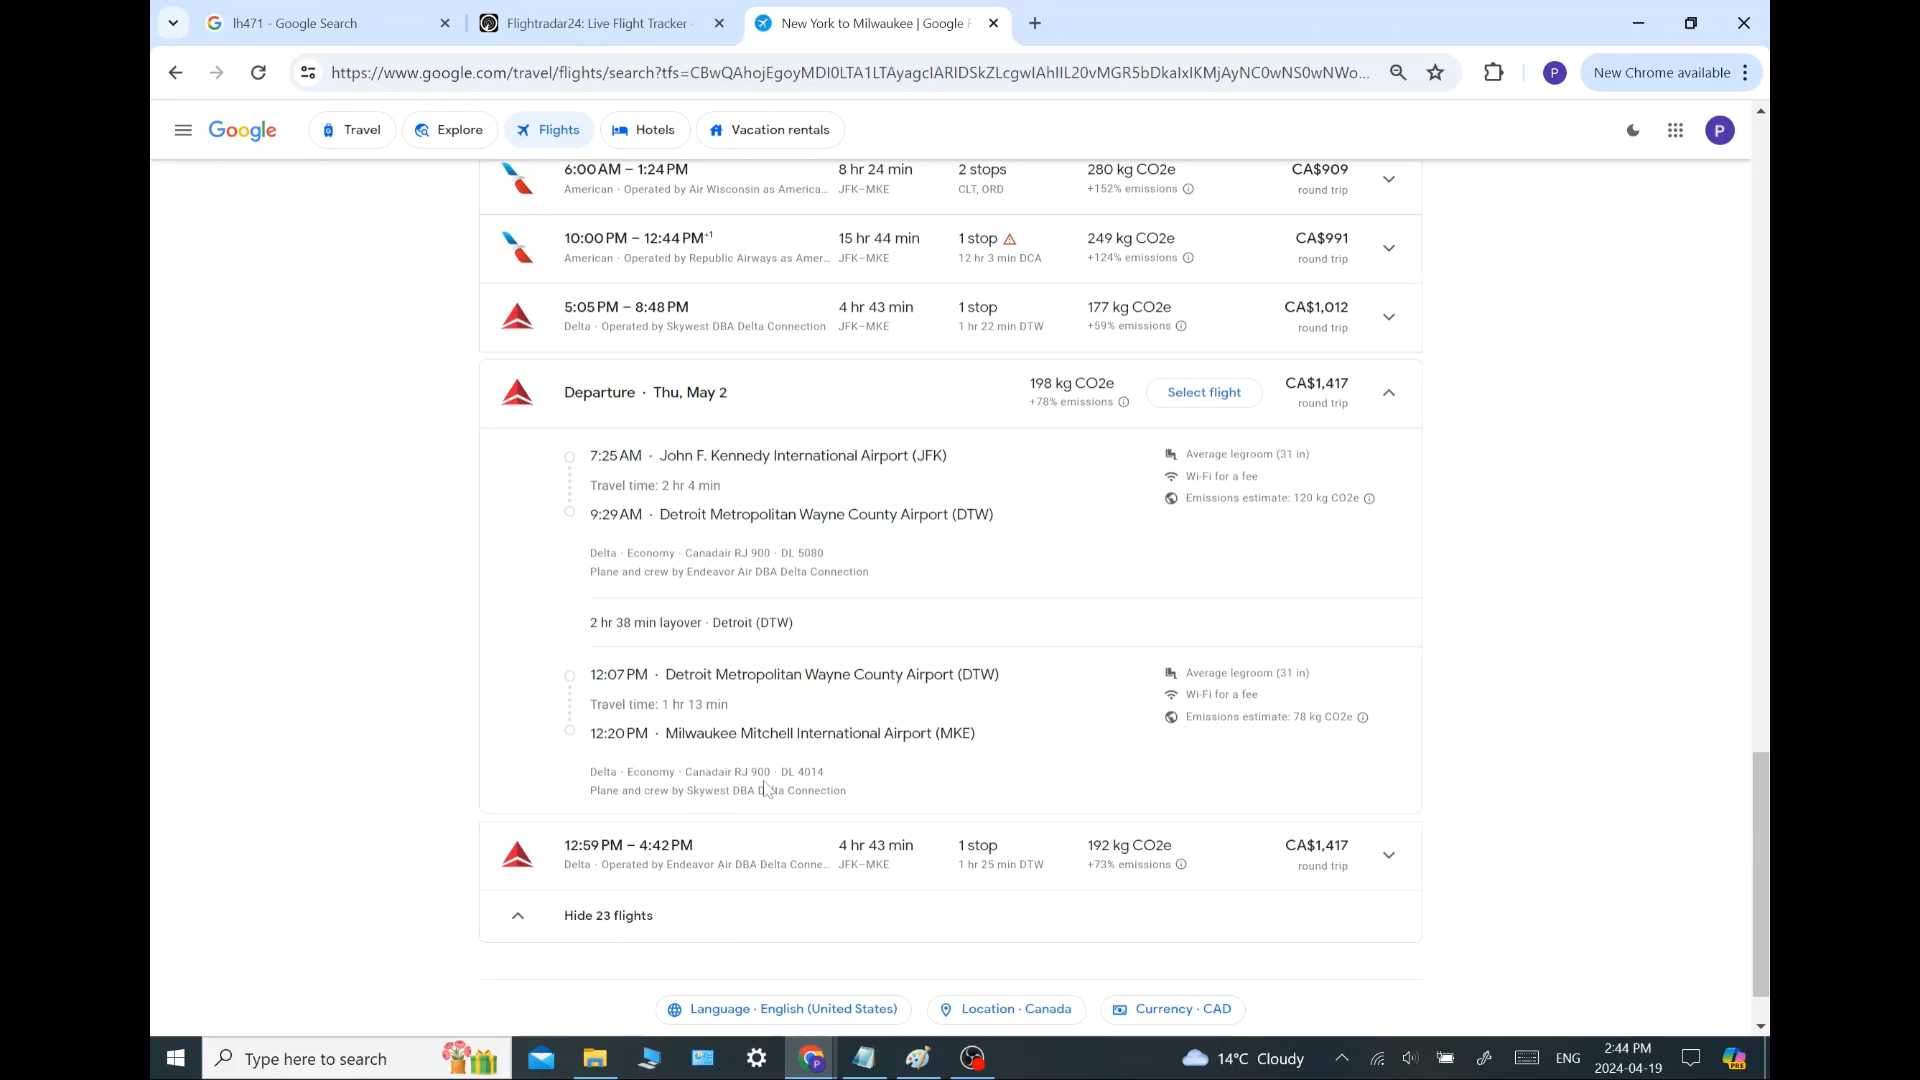 lh471 - Google Search
Flightradar24: Live Flight Tracker -
New York to Milwaukee | Google F
https://www.google.com/travel/flights/search?tfs=CBwQAhojEgoyMDI0LTA1LTAyagcIARIDSkZLcgwIAhIIL20vMGR5bDkaIxIKMjAyNC0wNS0wNWo...
P
New Chrome available
Google
Travel
Explore
Flights
Hotels
Vacation rentals
P
6:00 AM – 1:24 PM 8 hr 24 min 2 stops 280 kg CO2e CA$909
American · Operated by Air Wisconsin as America... JFK–MKE CLT, ORD +152% emissions round trip
10:00 PM – 12:44 PM+1 15 hr 44 min 1 stop 249 kg CO2e CA$991
American · Operated by Republic Airways as Amer... JFK–MKE 12 hr 3 min DCA +124% emissions round trip
5:05 PM – 8:48 PM 4 hr 43 min 1 stop 177 kg CO2e CA$1,012
Delta · Operated by Skywest DBA Delta Connection JFK–MKE 1 hr 22 min DTW +59% emissions round trip
Departure · Thu, May 2 198 kg CO2e Select flight CA$1,417
+78% emissions round trip
7:25 AM · John F. Kennedy International Airport (JFK) Average legroom (31 in)
Travel time: 2 hr 4 min Wi-Fi for a fee
Emissions estimate: 120 kg CO2e
9:29 AM · Detroit Metropolitan Wayne County Airport (DTW)
Delta · Economy · Canadair RJ 900 · DL 5080
Plane and crew by Endeavor Air DBA Delta Connection
2 hr 38 min layover · Detroit (DTW)
12:07 PM · Detroit Metropolitan Wayne County Airport (DTW) Average legroom (31 in)
Travel time: 1 hr 13 min Wi-Fi for a fee
Emissions estimate: 78 kg CO2e
12:20 PM · Milwaukee Mitchell International Airport (MKE)
Delta · Economy · Canadair RJ 900 · DL 4014
Plane and crew by Skywest DBA Delta Connection
12:59 PM – 4:42 PM 4 hr 43 min 1 stop 192 kg CO2e CA$1,417
Delta · Operated by Endeavor Air DBA Delta Conne... JFK–MKE 1 hr 25 min DTW +73% emissions round trip
Hide 23 flights
Language · English (United States)
Location · Canada
Currency · CAD
Type here to search
14°C Cloudy
ENG
2:44 PM
2024-04-19
PRE